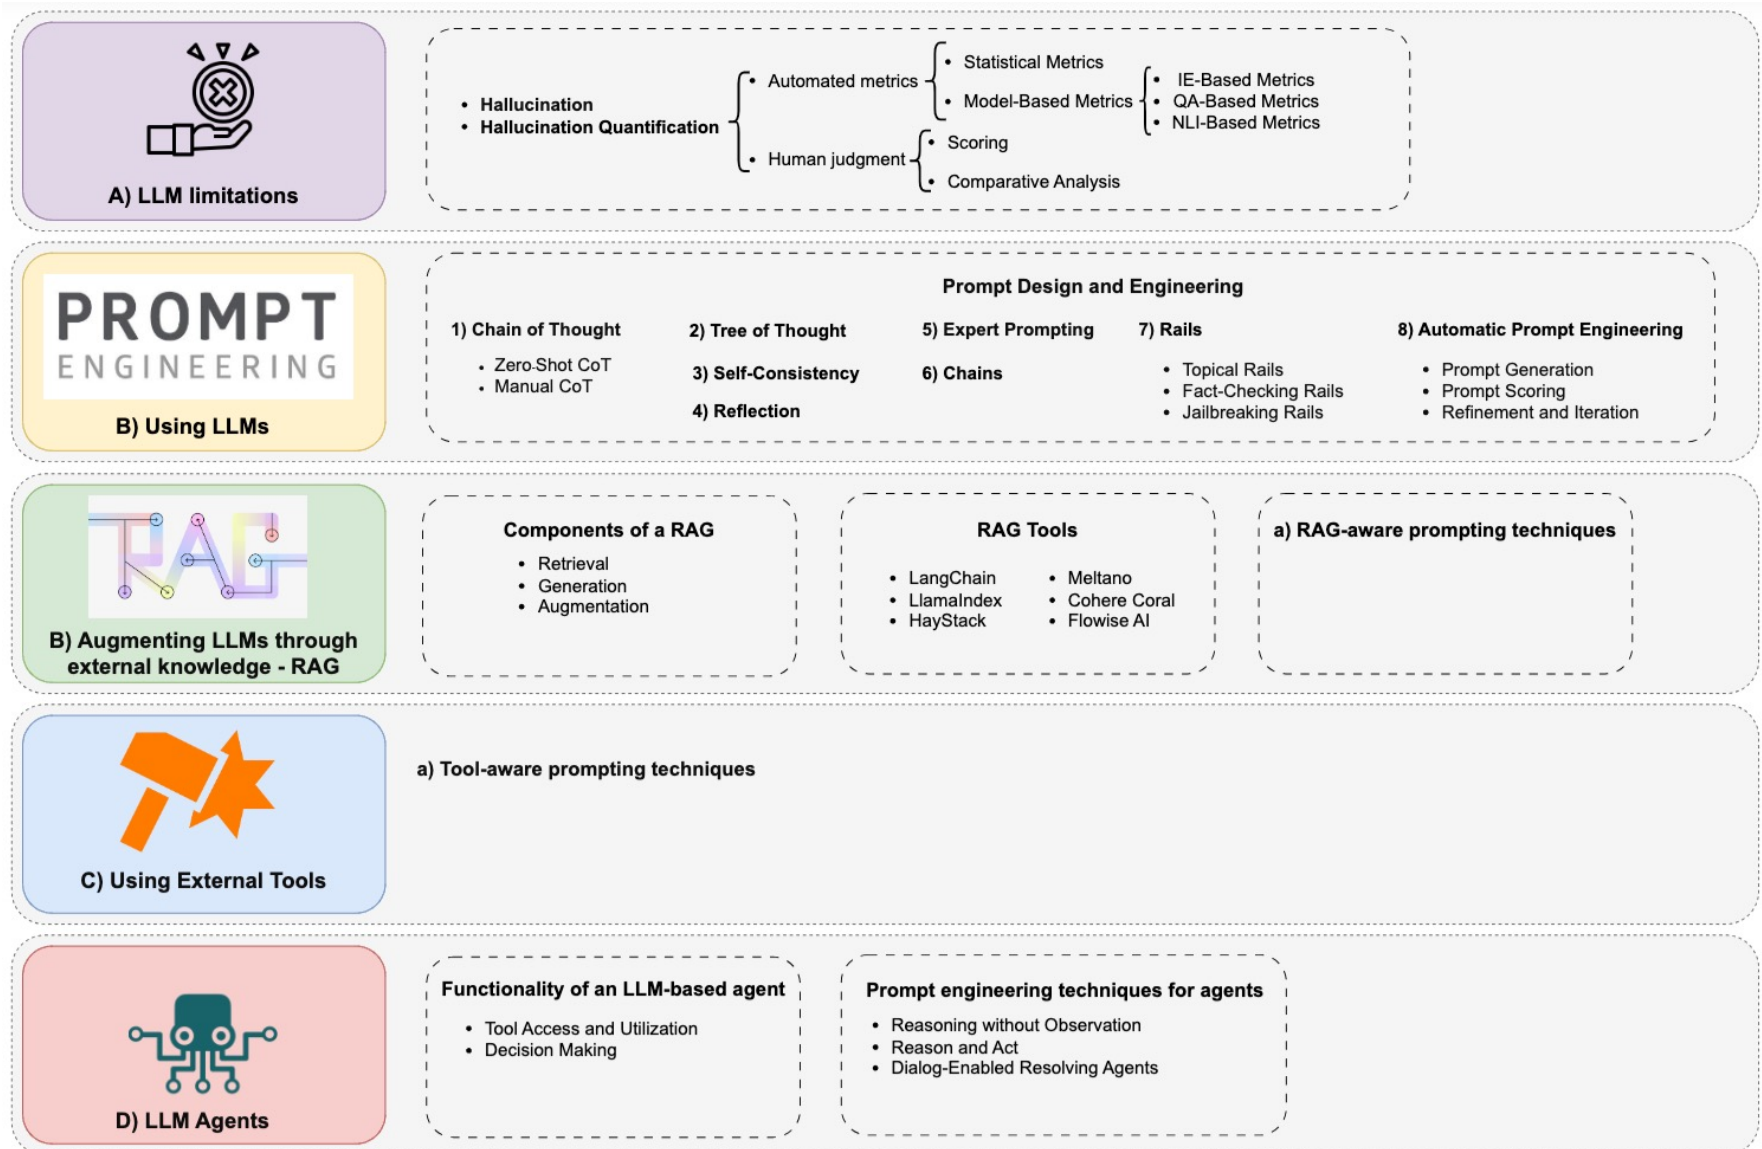 A) LLM limitations
• Hallucination
• Hallucination Quantification
• Automated metrics
• Statistical Metrics
• Model-Based Metrics
• IE-Based Metrics
• QA-Based Metrics
• NLI-Based Metrics
• Human judgment
• Scoring
• Comparative Analysis
PROMPT
ENGINEERING
B) Using LLMs
Prompt Design and Engineering
1) Chain of Thought
• Zero-Shot CoT
• Manual CoT
2) Tree of Thought
3) Self-Consistency
4) Reflection
5) Expert Prompting
6) Chains
7) Rails
• Topical Rails
• Fact-Checking Rails
• Jailbreaking Rails
8) Automatic Prompt Engineering
• Prompt Generation
• Prompt Scoring
• Refinement and Iteration
RAG
B) Augmenting LLMs through
external knowledge - RAG
Components of a RAG
• Retrieval
• Generation
• Augmentation
RAG Tools
• LangChain
• LlamaIndex
• HayStack
• Meltano
• Cohere Coral
• Flowise AI
a) RAG-aware prompting techniques
C) Using External Tools
a) Tool-aware prompting techniques
D) LLM Agents
Functionality of an LLM-based agent
• Tool Access and Utilization
• Decision Making
Prompt engineering techniques for agents
• Reasoning without Observation
• Reason and Act
• Dialog-Enabled Resolving Agents